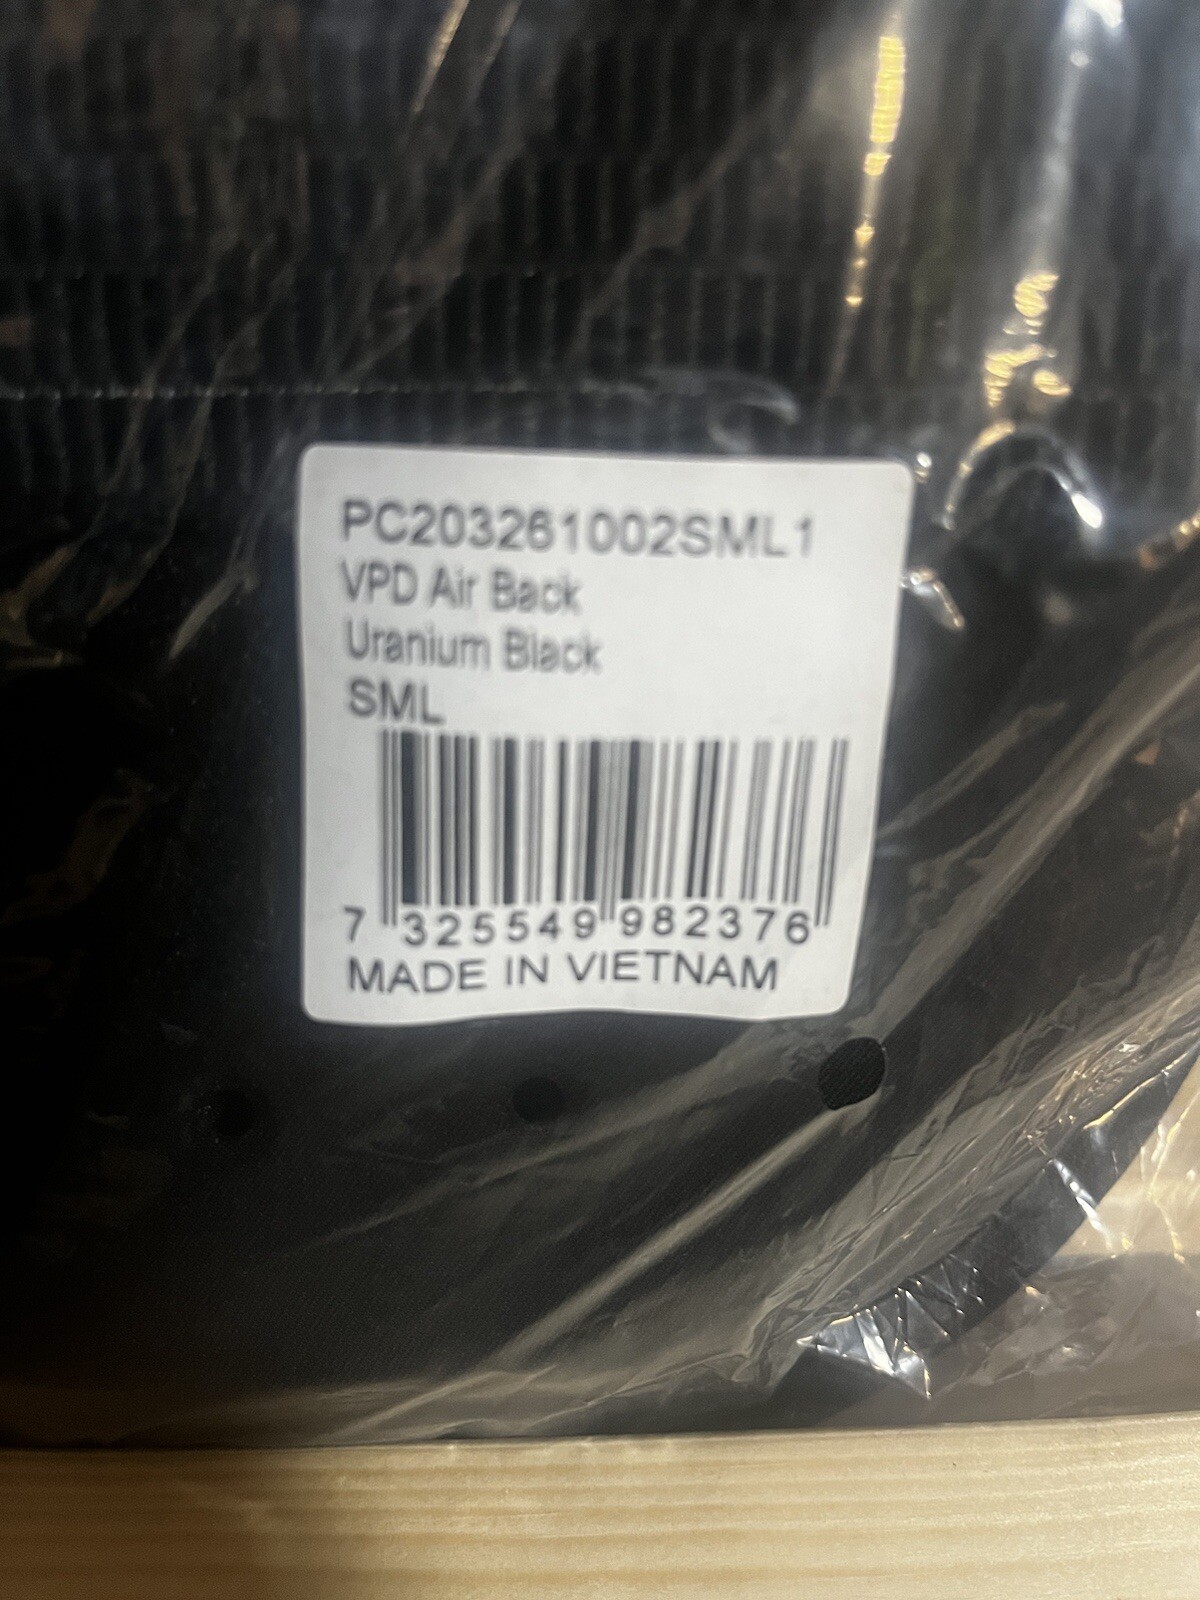 PC203261002SML1
VPD Air Back
Uranium Black
SML
7 325549 982376
MADE IN VIETNAM